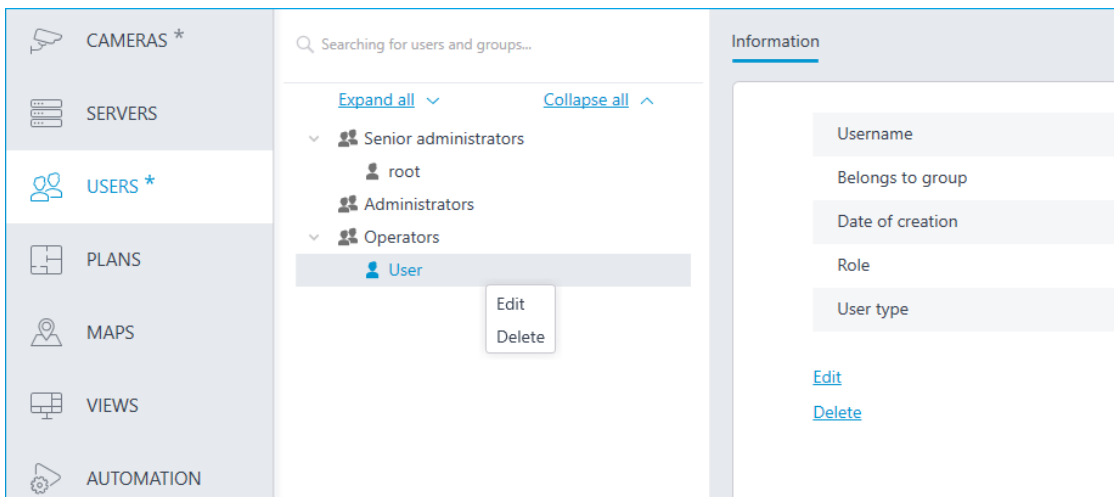 CAMERAS *
SERVERS
USERS *
PLANS
MAPS
VIEWS
AUTOMATION
Searching for users and groups...
Expand all
Collapse all
Senior administrators
root
Administrators
Operators
User
Edit
Delete
Information
Username
Belongs to group
Date of creation
Role
User type
Edit
Delete